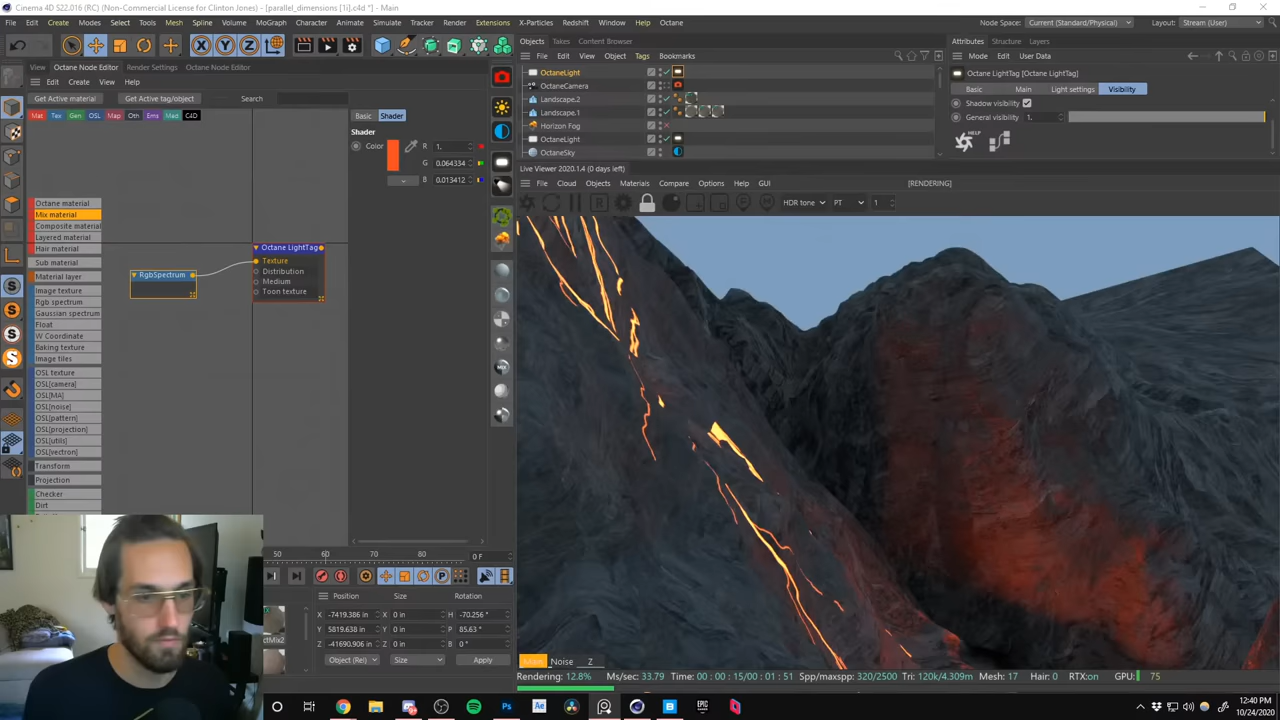 Cinema 4D S22.016 (RC) (Non-Commercial License for Clinton Jones) - [parallel_dimensions [1i].c4d *] - Main
File Edit Create Modes Select Tools Mesh Spline Volume MoGraph Character Animate Simulate Tracker Render Extensions X-Particles Redshift Window Help Octane
Node Space: Current (Standard/Physical) Layout: Stream (User)
X Y Z
Objects Takes Content Browser
Attributes Structure Layers
File Edit View Object Tags Bookmarks
Mode Edit User Data
View Octane Node Editor Render Settings Octane Node Editor
Edit Create View Help
Get Active material Get Active tag/object Search
Mat Tex Gen OSL Map Oth Ems Med C4D
Basic Shader
Shader
Color R 1.
G 0.064334
B 0.013412
OctaneLight
OctaneCamera
Landscape.2
Landscape.1
Horizon Fog
OctaneLight
OctaneSky
Octane LightTag [Octane LightTag]
Basic Main Light settings Visibility
Shadow visibility
General visibility 1.
HELP
Live Viewer 2020.1.4 (0 days left)
File Cloud Objects Materials Compare Options Help GUI [RENDERING]
R HDR tone PT 1
Octane material
Mix material
Composite material
Layered material
Hair material
Sub material
Material layer
Image texture
Rgb spectrum
Gaussian spectrum
Float
W Coordinate
Baking texture
Image tiles
OSL texture
OSL[camera]
OSL[MA]
OSL[noise]
OSL[pattern]
OSL[projection]
OSL[utils]
OSL[vectron]
Transform
Projection
Checker
Dirt
RgbSpectrum
Octane LightTag
Texture
Distribution
Medium
Toon texture
MIX
50 60 70 80 0 F
P
Position Size Rotation
X -7419.386 in X 0 in H -70.256 °
Y 5819.638 in Y 0 in P 85.63 °
Z -41690.906 in Z 0 in B 0 °
Object (Rel) Size Apply
Main Noise Z
Rendering: 12.8% Ms/sec: 33.79 Time: 00 : 00 : 15/00 : 01 : 51 Spp/maxspp: 320/2500 Tri: 120k/4.309m Mesh: 17 Hair: 0 RTX:on GPU: 75
Ps Ae EPIC
12:40 PM
10/24/2020